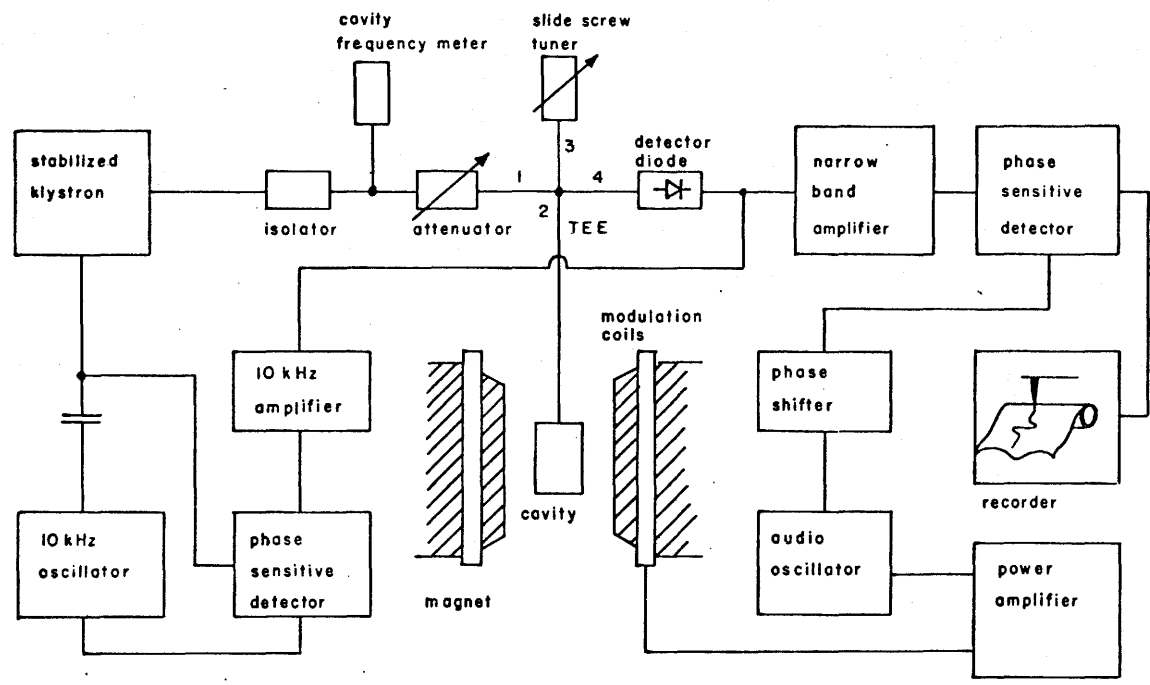 cavity
frequency meter
slide screw
tuner
stabilized
klystron
isolator
attenuator
1
3
4
2
TEE
detector
diode
narrow
band
amplifier
phase
sensitive
detector
modulation
coils
10 kHz
amplifier
phase
shifter
cavity
recorder
10 kHz
oscillator
phase
sensitive
detector
magnet
audio
oscillator
power
amplifier